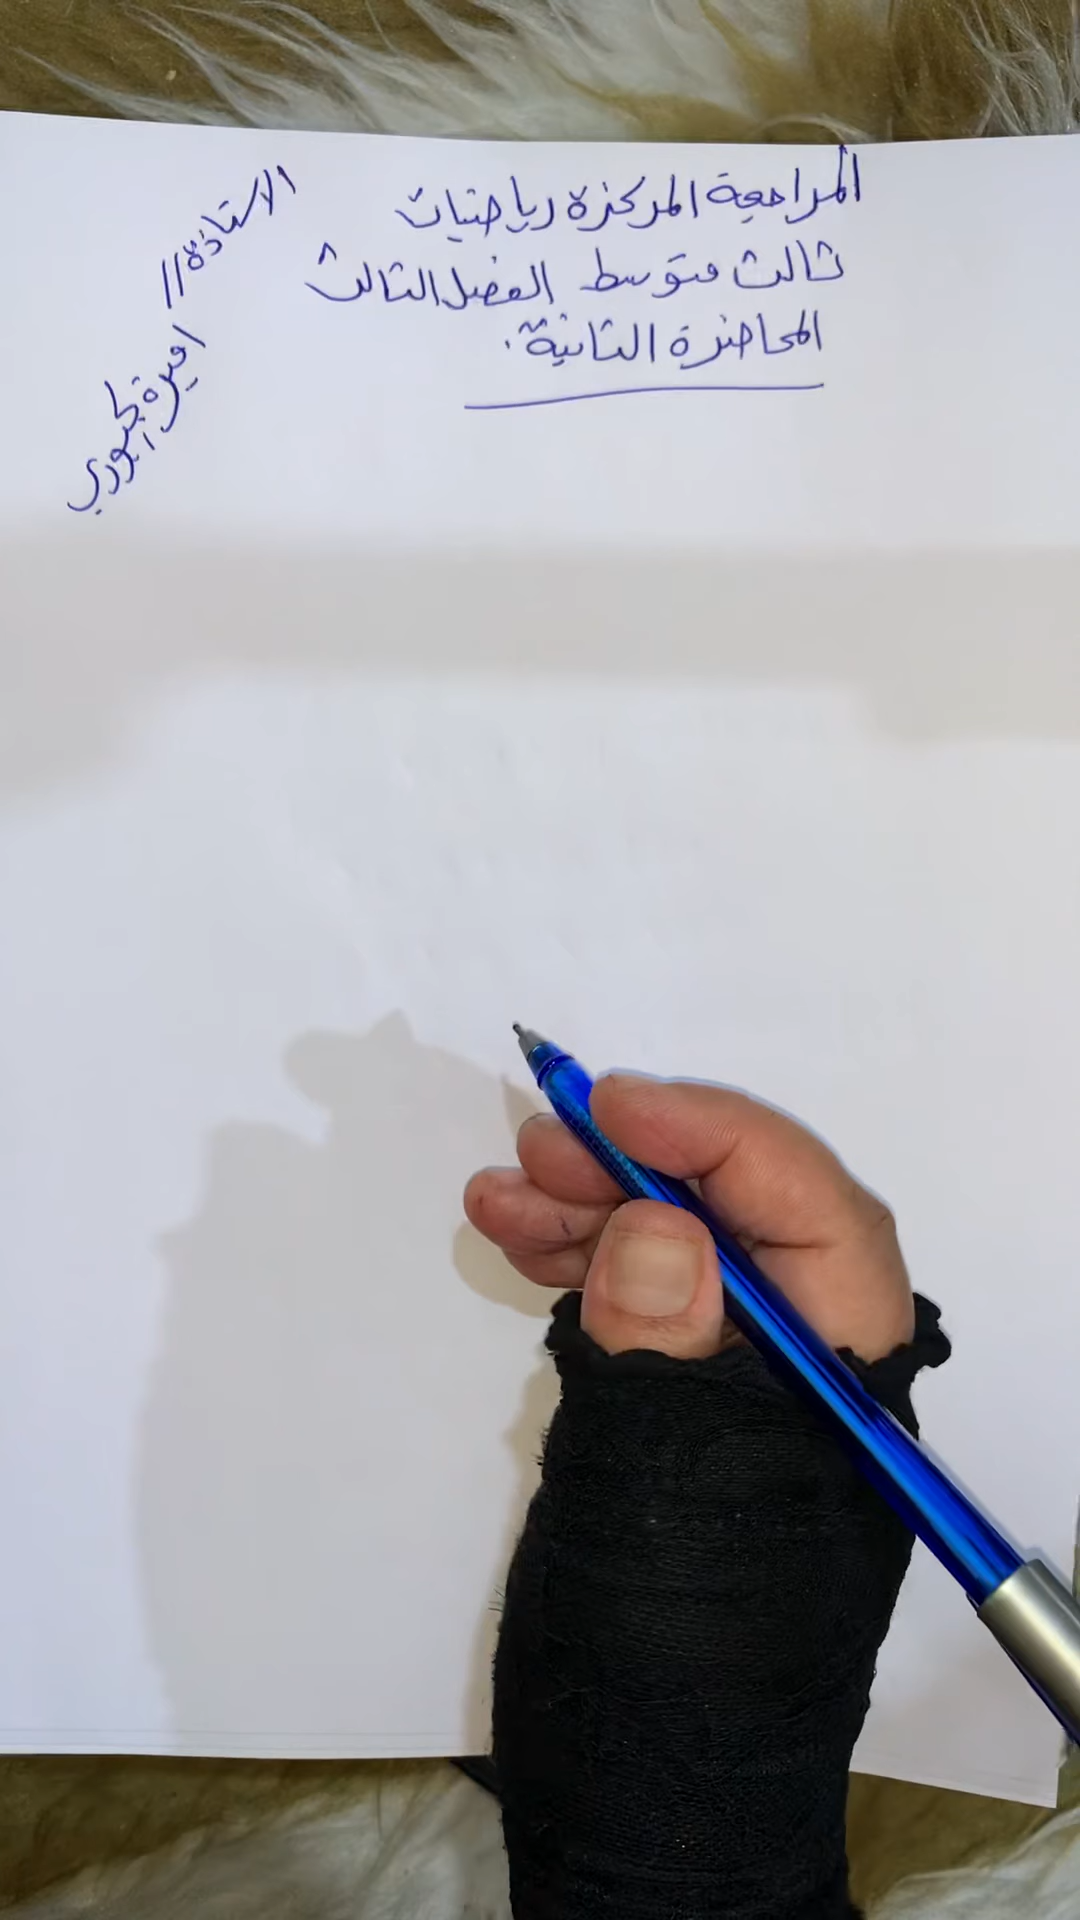 المراجعة المركزة رياضيات
ثالث متوسط الفصل الثالث
المحاضرة الثانية.
الاستاذة //
اميرة الجبوري